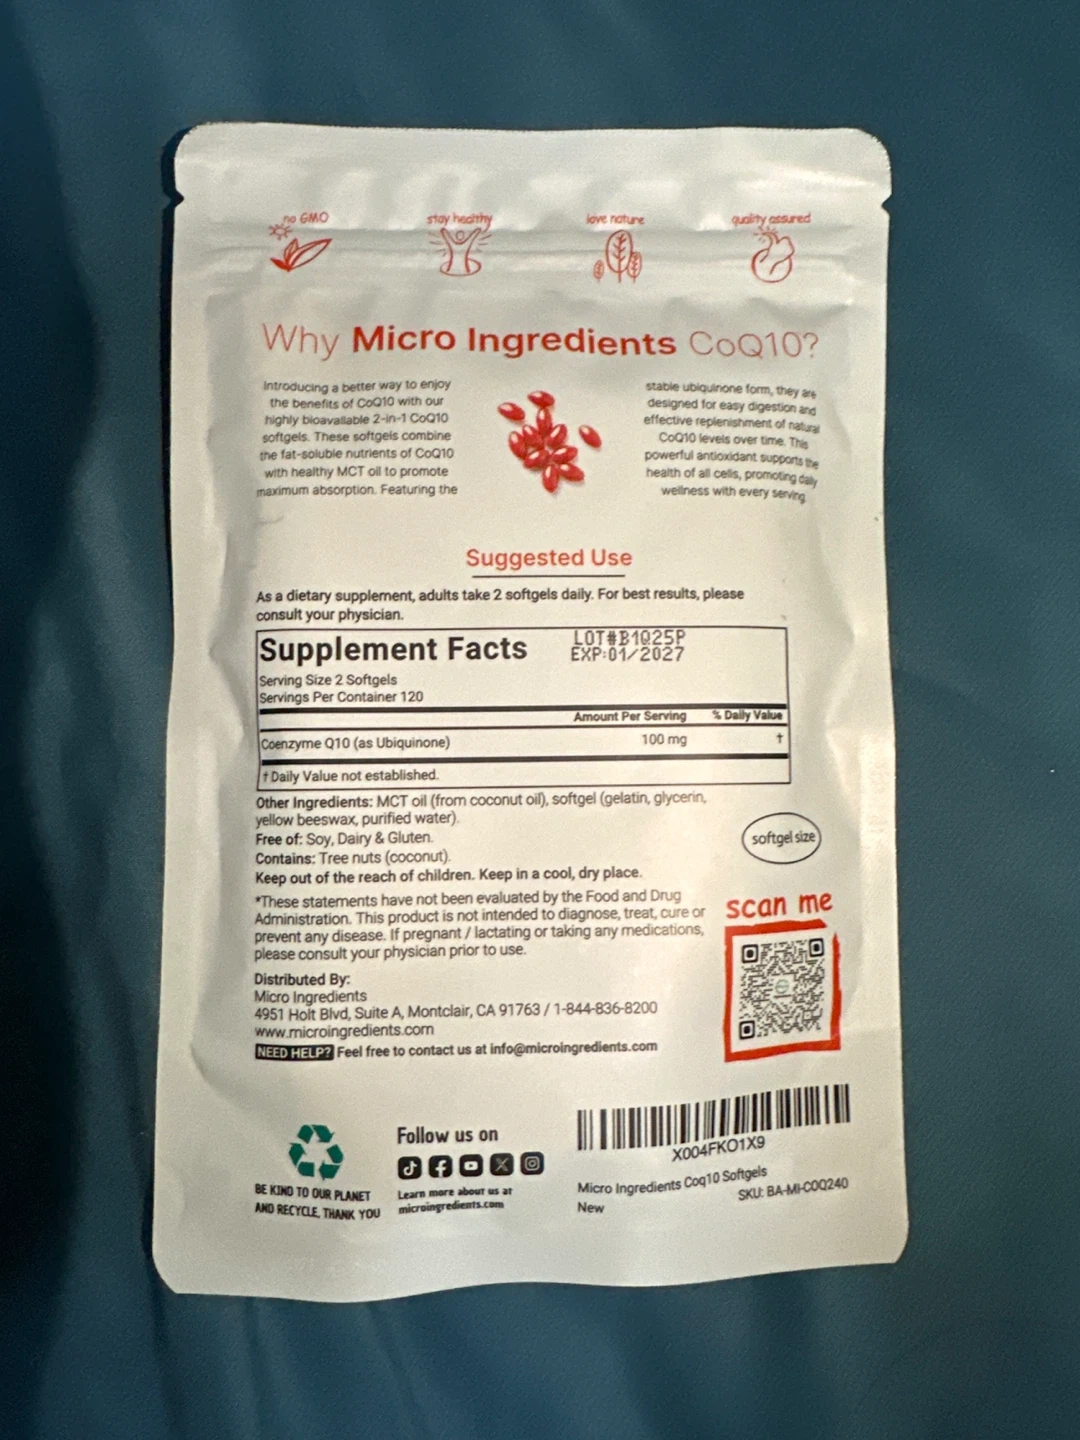 no GMO
stay healthy
love nature
quality assured
Why Micro Ingredients CoQ10?
Introducing a better way to enjoy
the benefits of CoQ10 with our
highly bioavailable 2-in-1 CoQ10
softgels. These softgels combine
the fat-soluble nutrients of CoQ10
with healthy MCT oil to promote
maximum absorption. Featuring the
stable ubiquinone form, they are
designed for easy digestion and
effective replenishment of natural
CoQ10 levels over time. This
powerful antioxidant supports the
health of all cells, promoting daily
wellness with every serving.
Suggested Use
As a dietary supplement, adults take 2 softgels daily. For best results, please
consult your physician.
Supplement Facts
LOT#B1Q25P
EXP:01/2027
Serving Size 2 Softgels
Servings Per Container 120
Amount Per Serving % Daily Value
Coenzyme Q10 (as Ubiquinone) 100 mg †
† Daily Value not established.
Other Ingredients: MCT oil (from coconut oil), softgel (gelatin, glycerin,
yellow beeswax, purified water).
Free of: Soy, Dairy & Gluten.
Contains: Tree nuts (coconut).
Keep out of the reach of children. Keep in a cool, dry place.
softgel size
*These statements have not been evaluated by the Food and Drug
Administration. This product is not intended to diagnose, treat, cure or
prevent any disease. If pregnant / lactating or taking any medications,
please consult your physician prior to use.
scan me
Distributed By:
Micro Ingredients
4951 Holt Blvd, Suite A, Montclair, CA 91763 / 1-844-836-8200
www.microingredients.com
NEED HELP? Feel free to contact us at info@microingredients.com
BE KIND TO OUR PLANET
AND RECYCLE, THANK YOU
Follow us on
Learn more about us at
microingredients.com
X004FKO1X9
Micro Ingredients Coq10 Softgels
SKU: BA-MI-COQ240
New